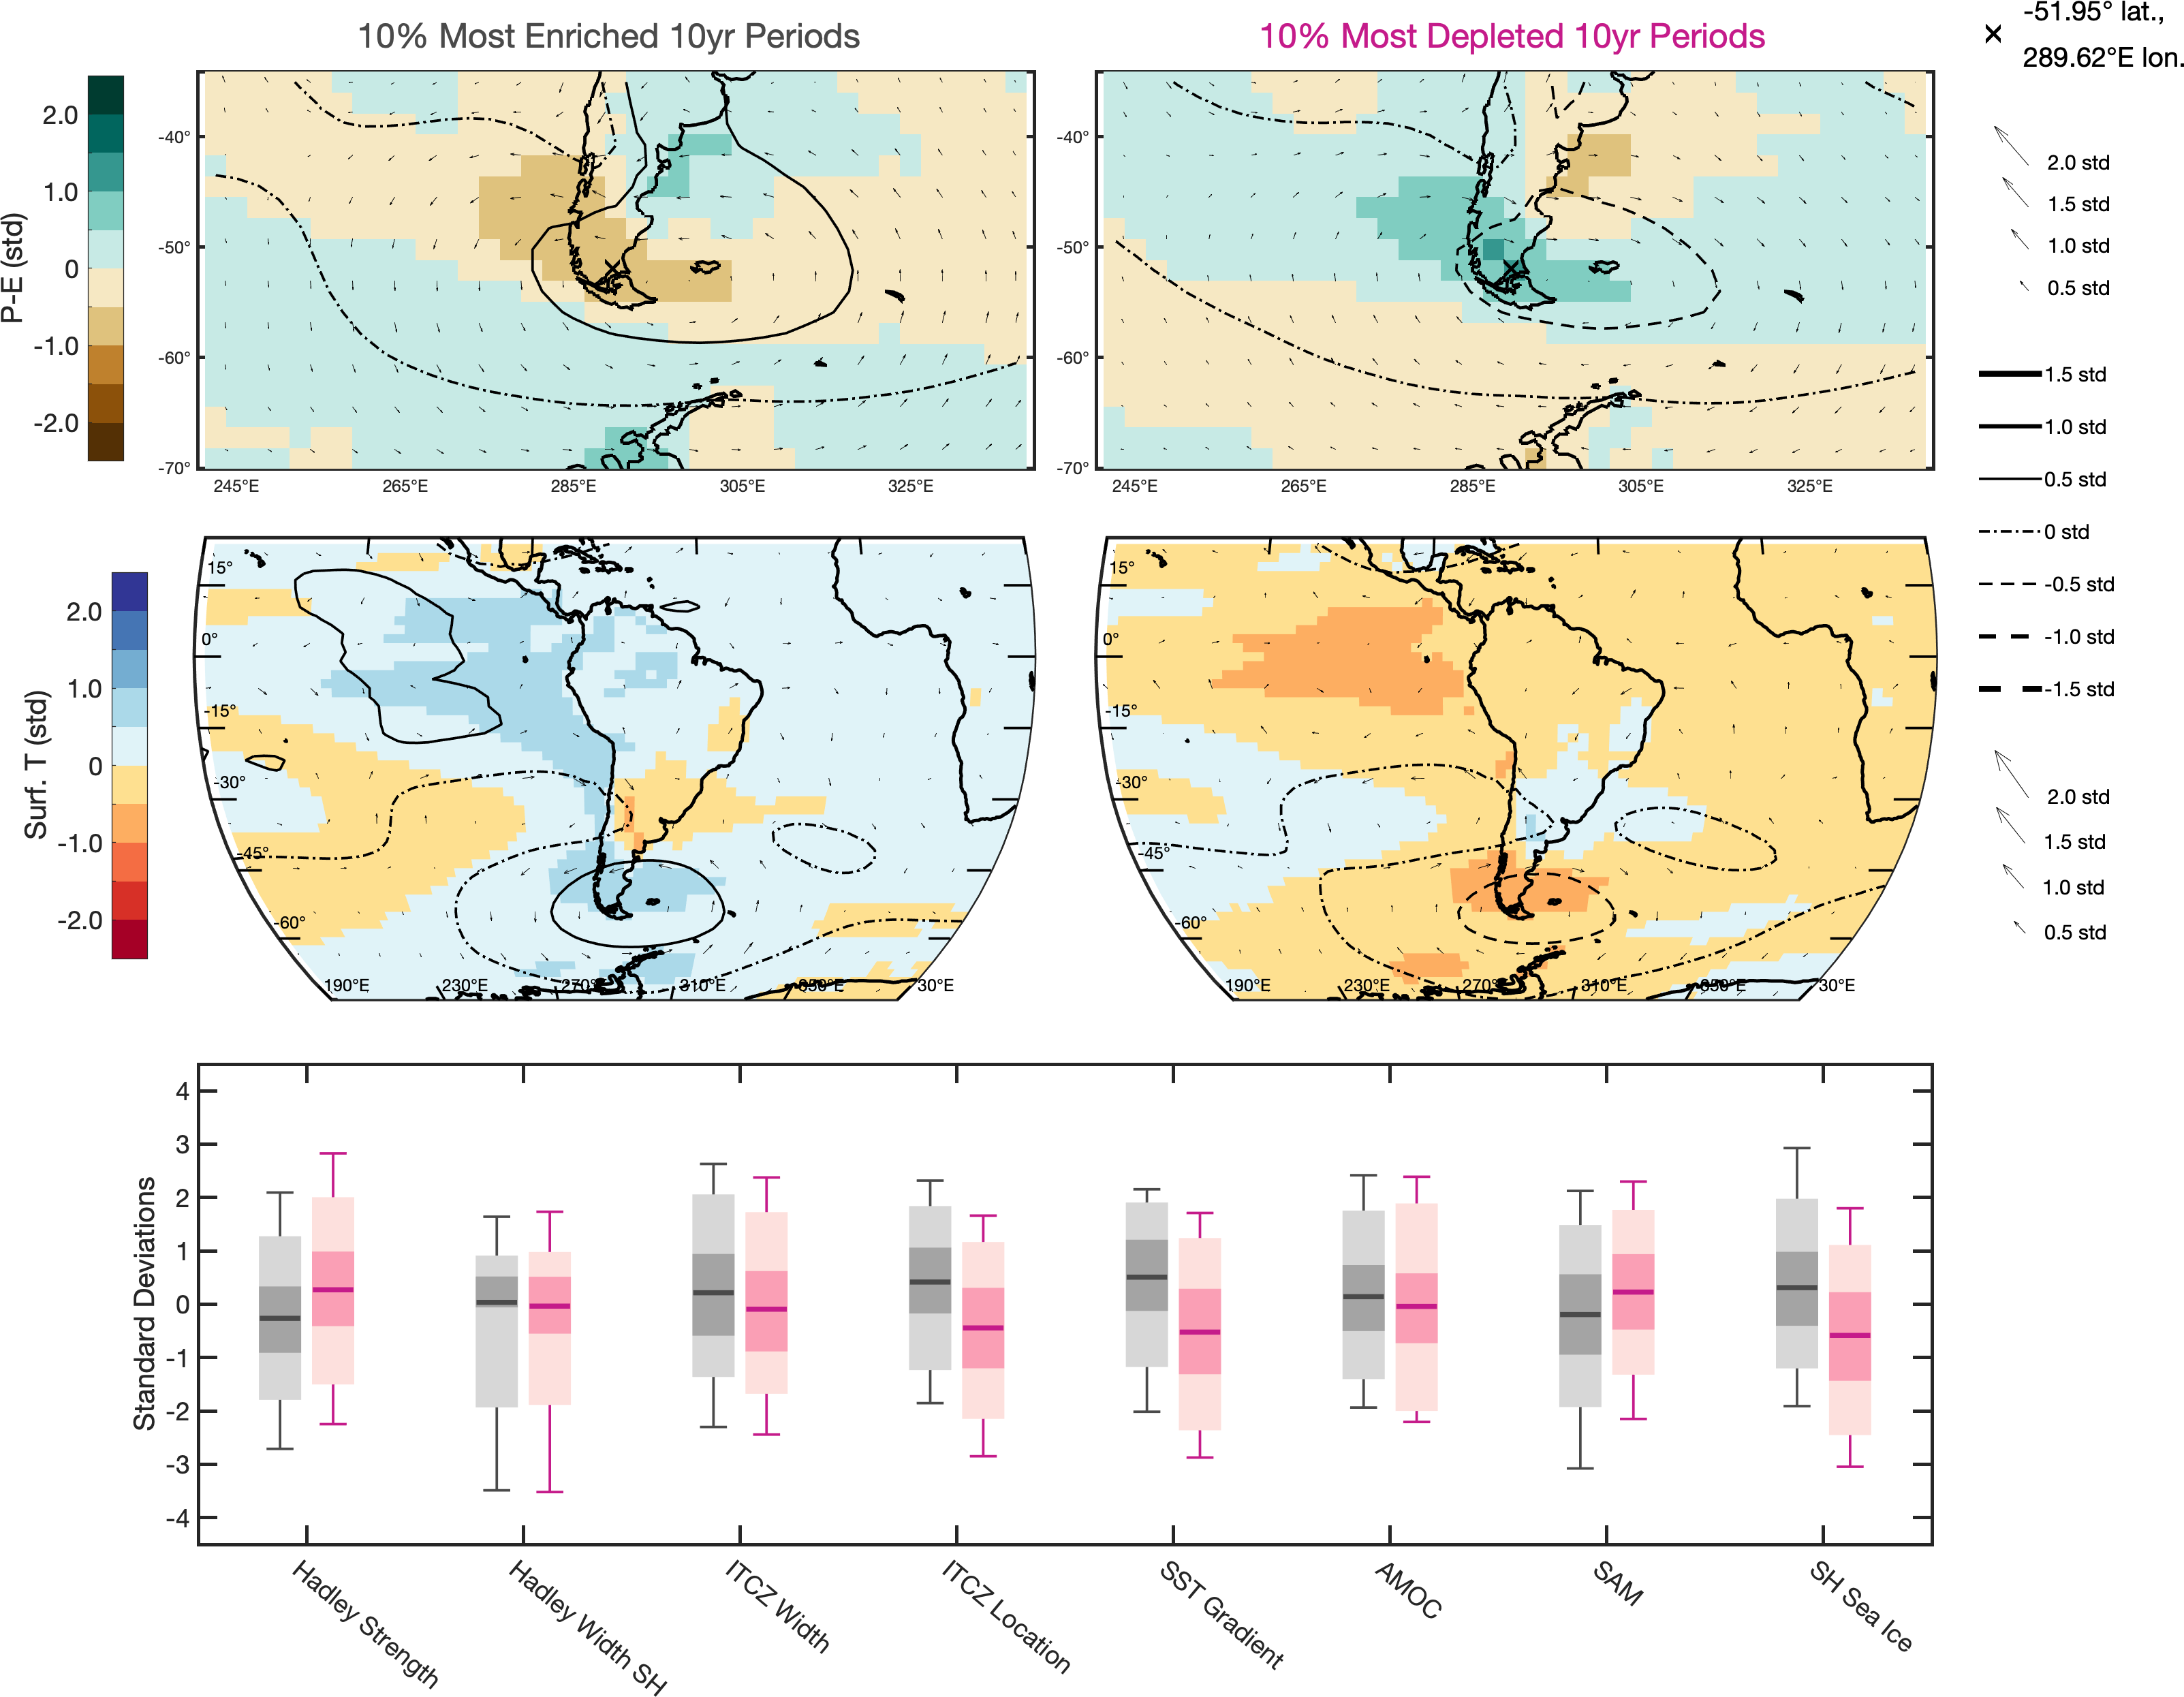 10% Most Enriched 10yr Periods
10% Most Depleted 10yr Periods
-51.95° lat.,
289.62°E lon.
P-E (std)
2.0
1.0
0
-1.0
-2.0
-40°
-50°
-60°
-70°
245°E
265°E
285°E
305°E
325°E
-40°
-50°
-60°
-70°
245°E
265°E
285°E
305°E
325°E
2.0 std
1.5 std
1.0 std
0.5 std
1.5 std
1.0 std
0.5 std
0 std
-0.5 std
-1.0 std
-1.5 std
2.0 std
1.5 std
1.0 std
0.5 std
Surf. T (std)
2.0
1.0
0
-1.0
-2.0
15°
0°
-15°
-30°
-45°
-60°
190°E
230°E
270°E
310°E
350°E
30°E
15°
0°
-15°
-30°
-45°
-60°
190°E
230°E
270°E
310°E
350°E
30°E
Standard Deviations
4
3
2
1
0
-1
-2
-3
-4
Hadley Strength
Hadley Width SH
ITCZ Width
ITCZ Location
SST Gradient
AMOC
SAM
SH Sea Ice